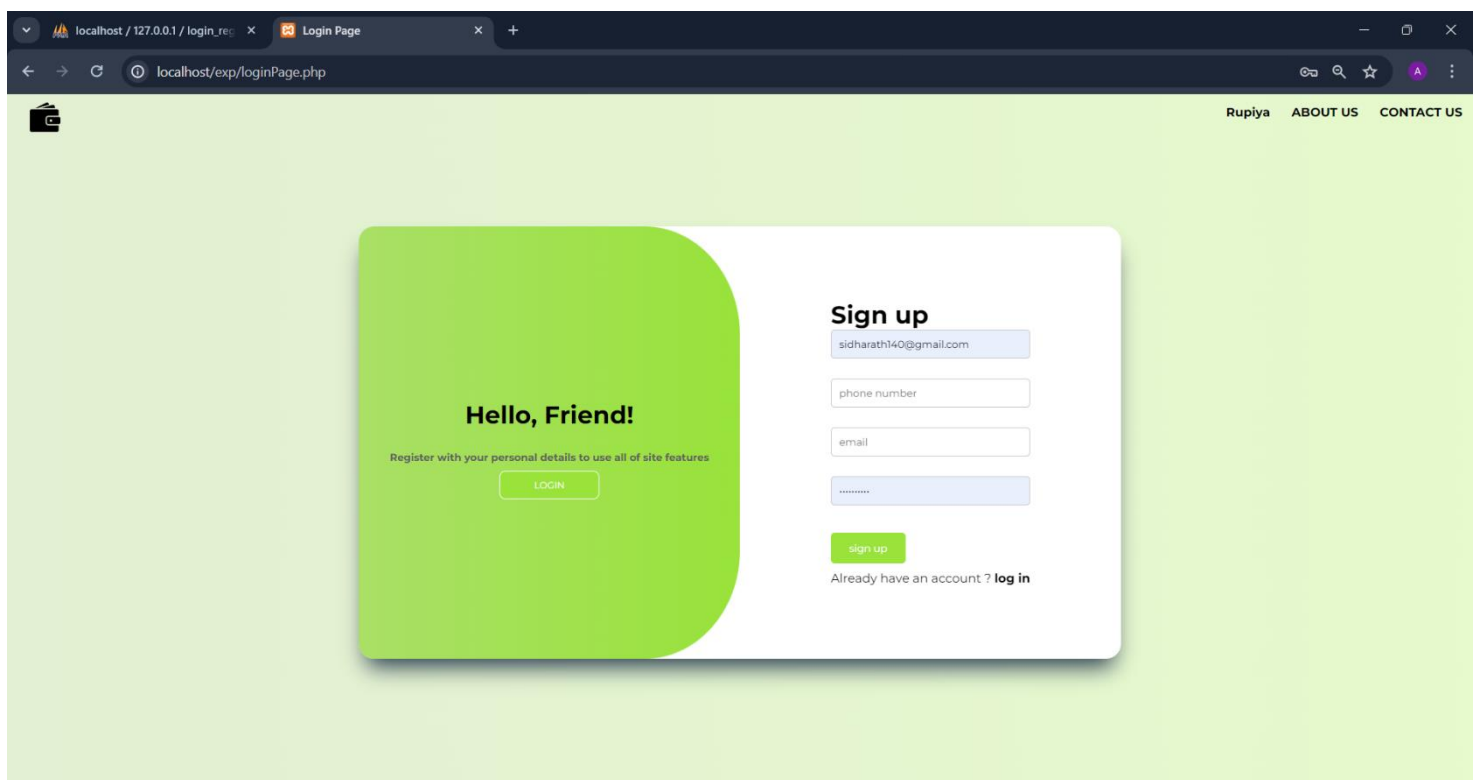 localhost / 127.0.0.1 / login_reg
Login Page
localhost/exp/loginPage.php
A
Rupiya ABOUT US CONTACT US
Sign up
sidharath140@gmail.com
phone number
email
Hello, Friend!
Register with your personal details to use all of site features
LOGIN
sign up
Already have an account ? log in